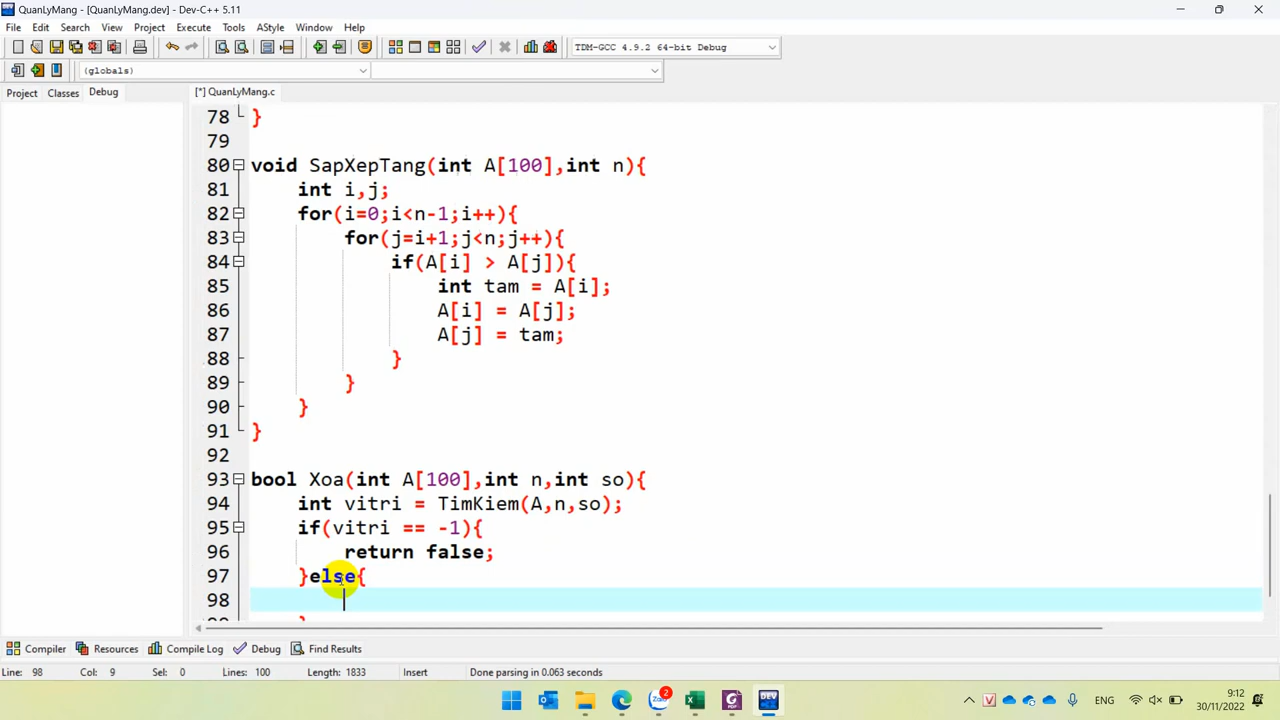 QuanLyMang - [QuanLyMang.dev] - Dev-C++ 5.11
File Edit Search View Project Execute Tools AStyle Window Help
TDM-GCC 4.9.2 64-bit Debug
(globals)
Project Classes Debug [*] QuanLyMang.c
78 }
79
80 void SapXepTang(int A[100],int n){
81 int i,j;
82 for(i=0;i<n-1;i++){
83 for(j=i+1;j<n;j++){
84 if(A[i] > A[j]){
85 int tam = A[i];
86 A[i] = A[j];
87 A[j] = tam;
88 }
89 }
90 }
91 }
92
93 bool Xoa(int A[100],int n,int so){
94 int vitri = TimKiem(A,n,so);
95 if(vitri == -1){
96 return false;
97 }else{
98
Compiler Resources Compile Log Debug Find Results
Line: 98 Col: 9 Sel: 0 Lines: 100 Length: 1833 Insert Done parsing in 0.063 seconds
Zalo 2 PDF DEV V ENG 9:12
30/11/2022